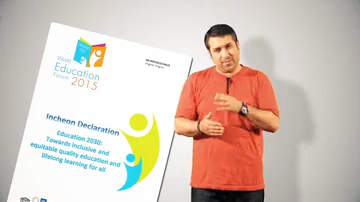 World
Education
Forum 2015
Incheon Declaration
Education 2030:
Towards inclusive and
equitable quality education and
lifelong learning for all